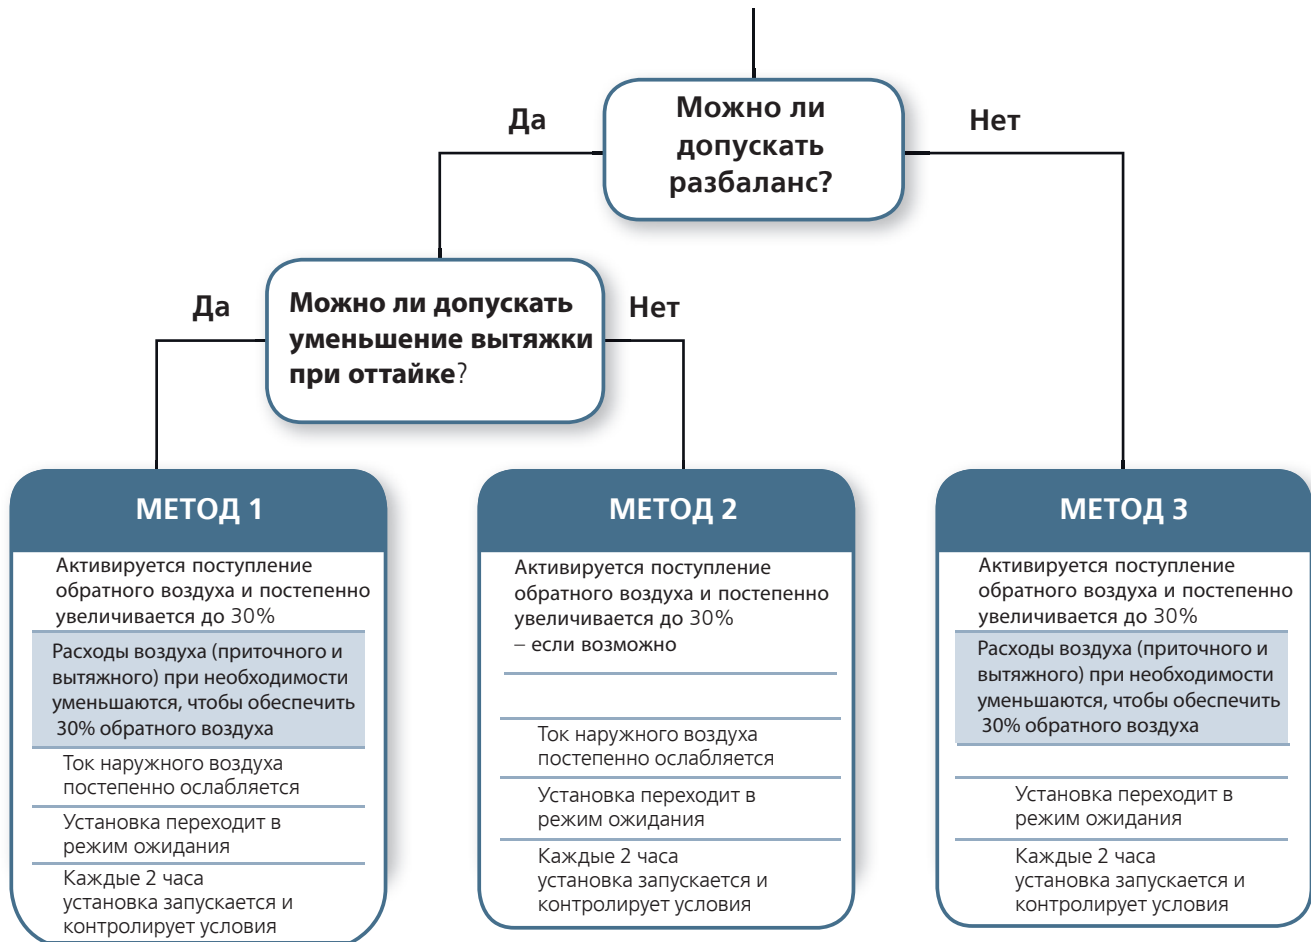 Можно ли
допускать
разбаланс?
Да
Нет
Можно ли допускать
уменьшение вытяжки
при оттайке?
Да
Нет
МЕТОД 1
Активируется поступление
обратного воздуха и постепенно
увеличивается до 30%
Расходы воздуха (приточного и
вытяжного) при необходимости
уменьшаются, чтобы обеспечить
30% обратного воздуха
Ток наружного воздуха
постепенно ослабляется
Установка переходит в
режим ожидания
Каждые 2 часа
установка запускается и
контролирует условия
МЕТОД 2
Активируется поступление
обратного воздуха и постепенно
увеличивается до 30%
– если возможно
Ток наружного воздуха
постепенно ослабляется
Установка переходит в
режим ожидания
Каждые 2 часа
установка запускается и
контролирует условия
МЕТОД 3
Активируется поступление
обратного воздуха и постепенно
увеличивается до 30%
Расходы воздуха (приточного и
вытяжного) при необходимости
уменьшаются, чтобы обеспечить
30% обратного воздуха
Установка переходит в
режим ожидания
Каждые 2 часа
установка запускается и
контролирует условия